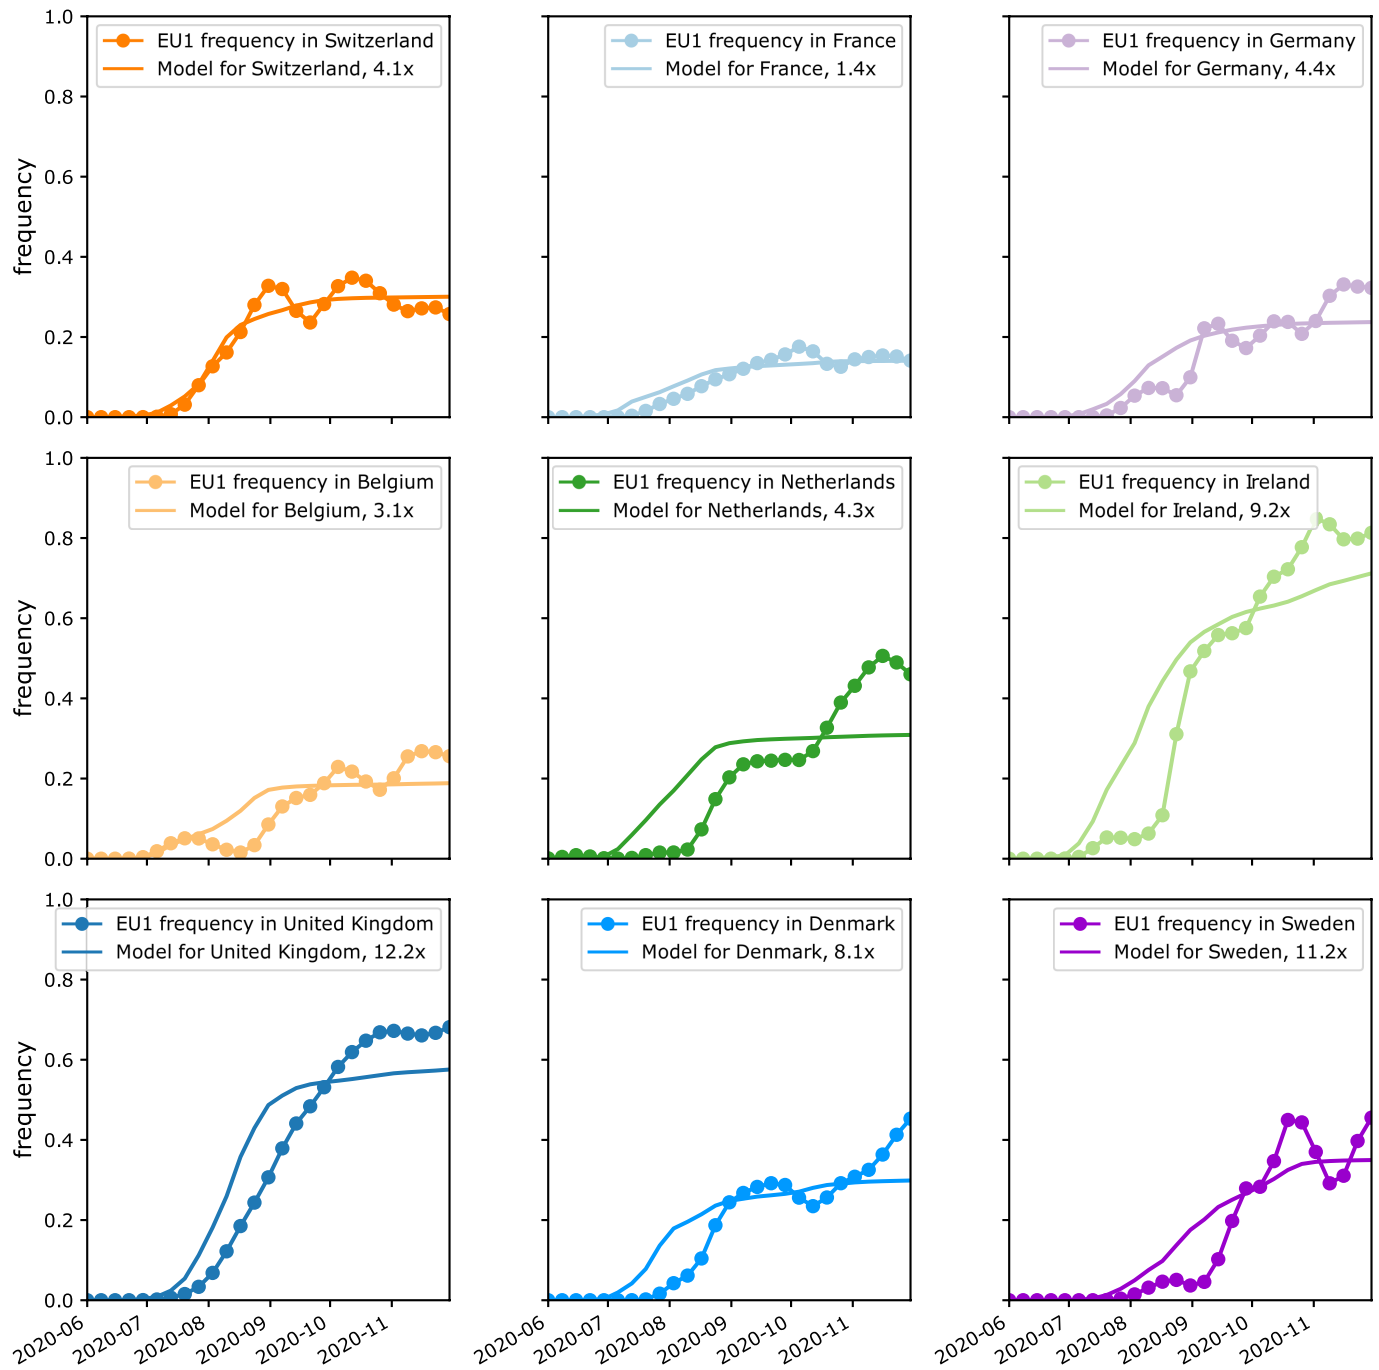 EU1 frequency in Switzerland
Model for Switzerland, 4.1x
EU1 frequency in France
Model for France, 1.4x
EU1 frequency in Germany
Model for Germany, 4.4x
1.0
0.8
0.6
0.4
0.2
0.0
frequency
EU1 frequency in Belgium
Model for Belgium, 3.1x
EU1 frequency in Netherlands
Model for Netherlands, 4.3x
EU1 frequency in Ireland
Model for Ireland, 9.2x
1.0
0.8
0.6
0.4
0.2
0.0
frequency
EU1 frequency in United Kingdom
Model for United Kingdom, 12.2x
EU1 frequency in Denmark
Model for Denmark, 8.1x
EU1 frequency in Sweden
Model for Sweden, 11.2x
1.0
0.8
0.6
0.4
0.2
0.0
frequency
2020-06
2020-07
2020-08
2020-09
2020-10
2020-11
2020-06
2020-07
2020-08
2020-09
2020-10
2020-11
2020-06
2020-07
2020-08
2020-09
2020-10
2020-11